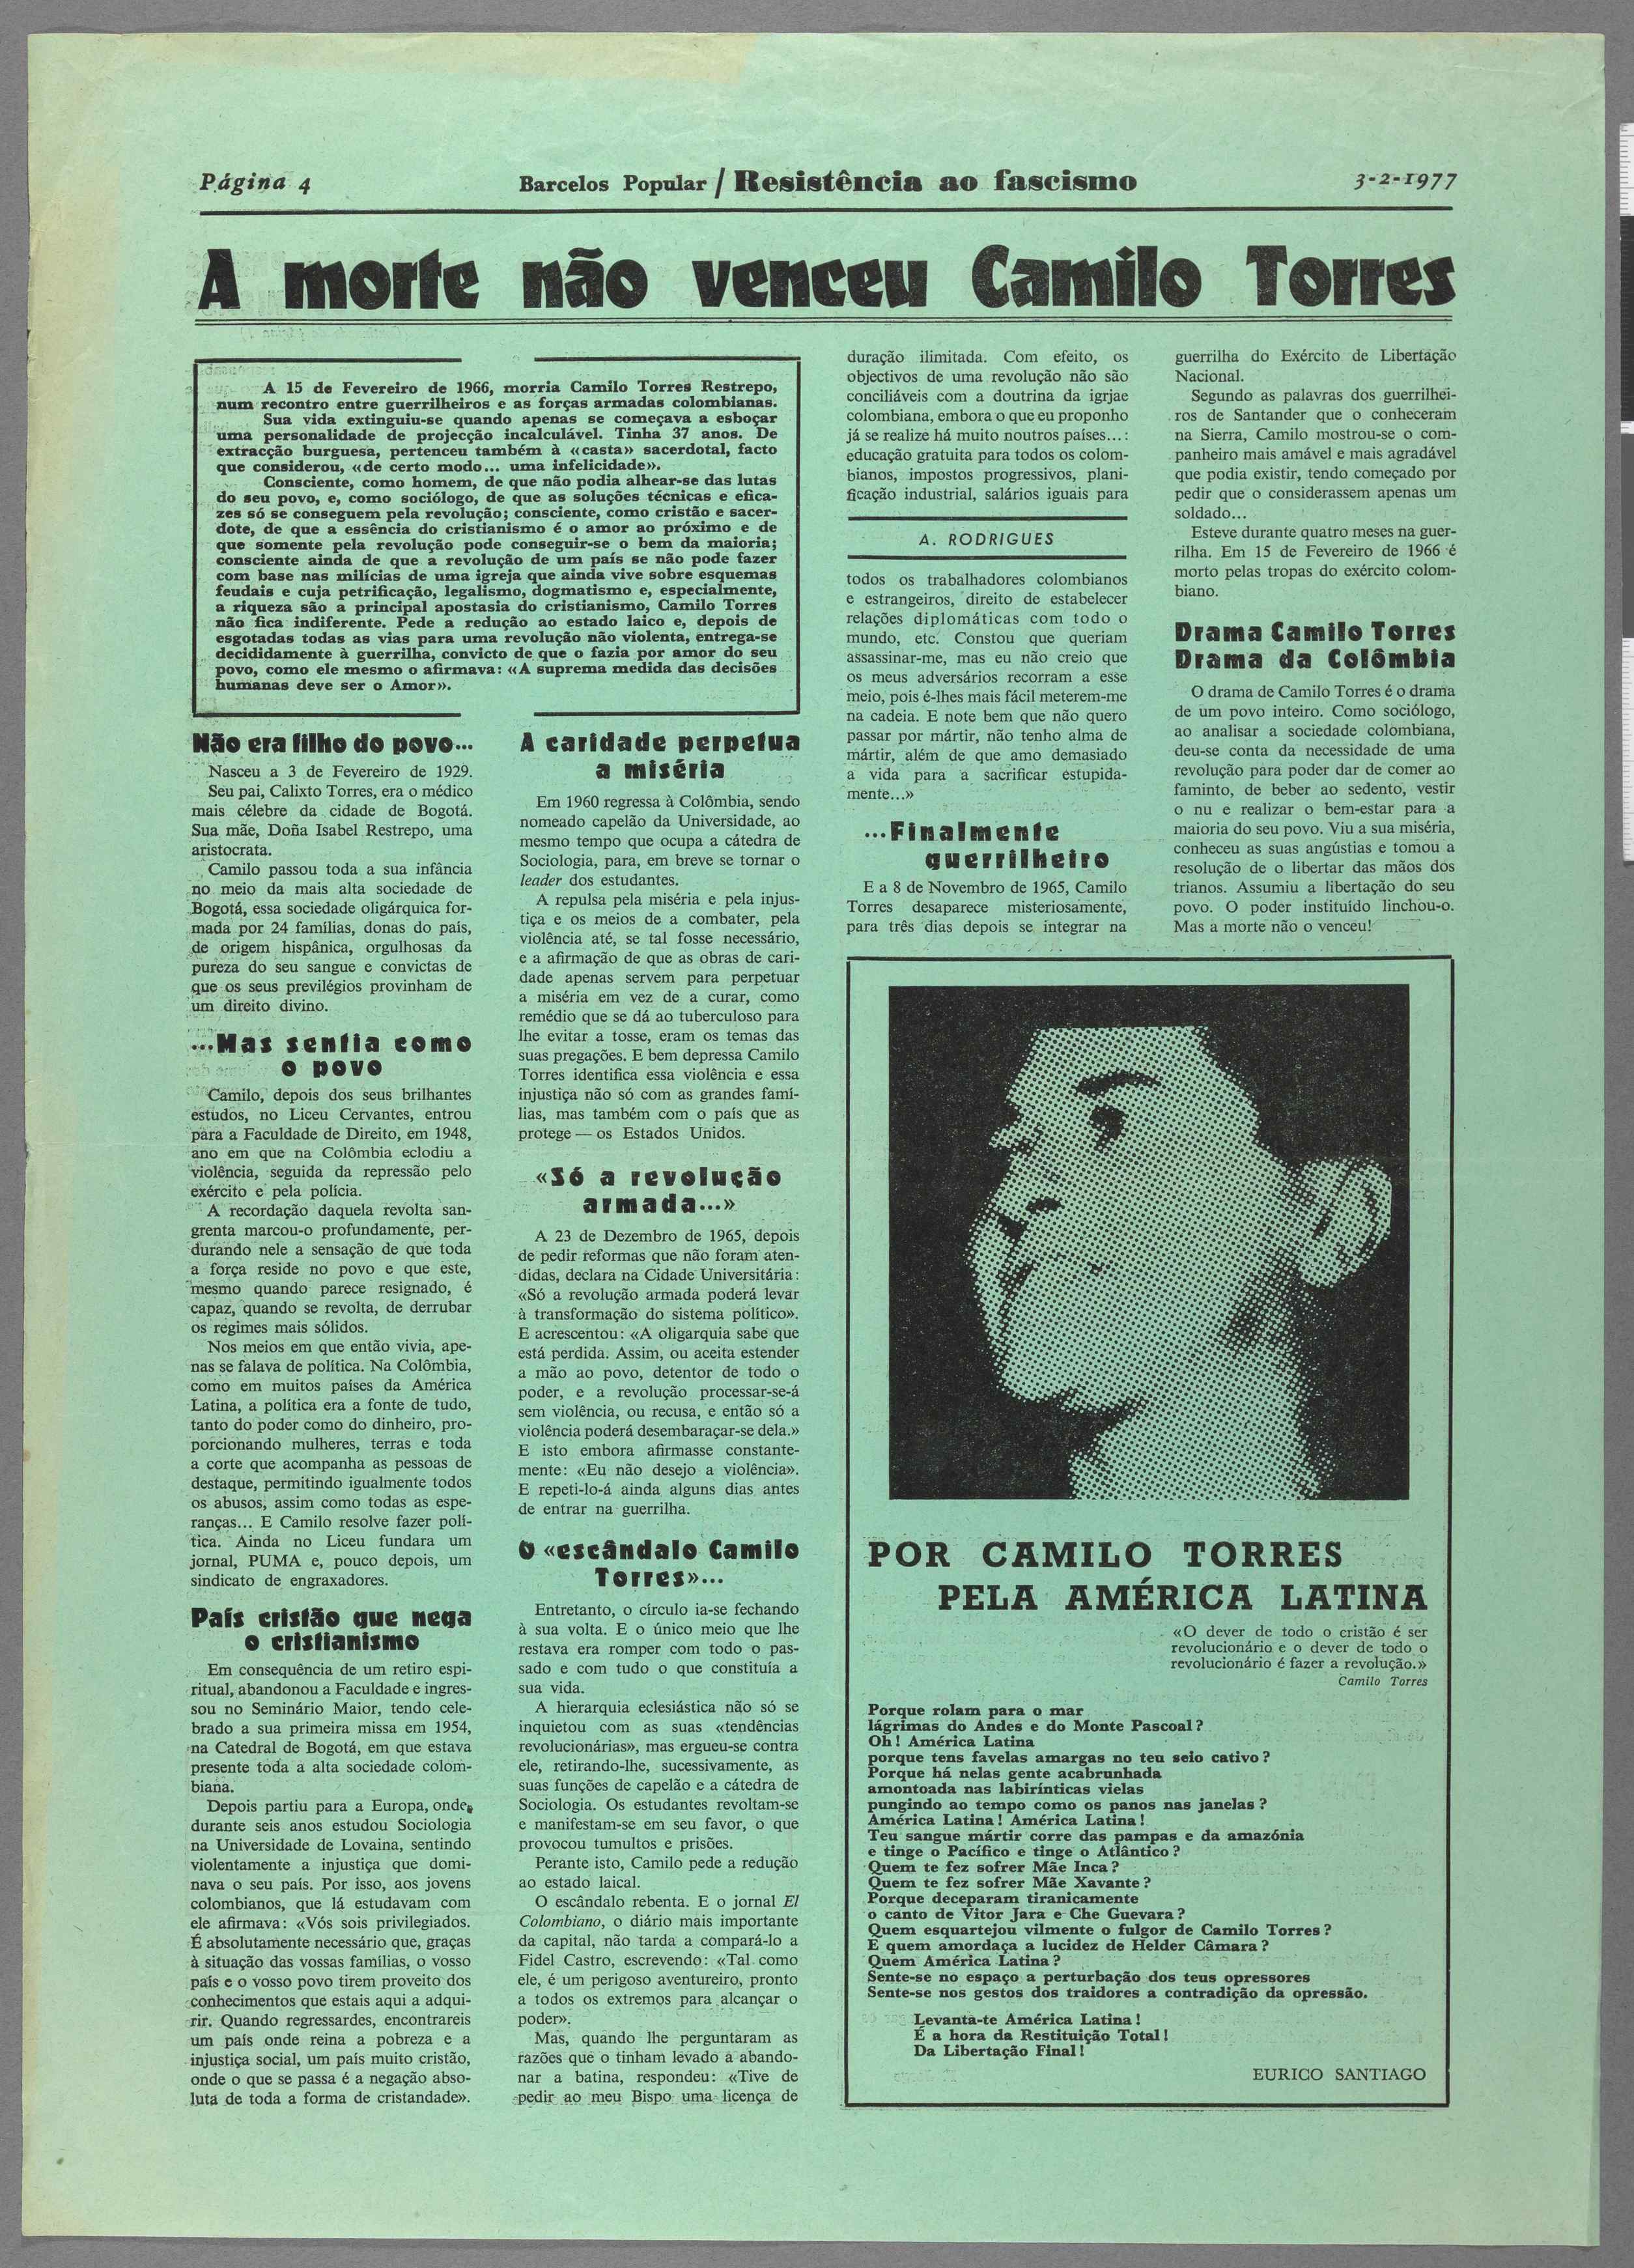 Página 4
Barcelos Popular / Resistência ao fascismo
3-2-1977
A morte não venceu Camilo Torres
A 15 de Fevereiro de 1966, morria Camilo Torres Restrepo,
num recontro entre guerrilheiros e as forças armadas colombianas.
Sua vida extinguiu-se quando apenas se começava a esboçar
uma personalidade de projecção incalculável. Tinha 37 anos. De
extracção burguesa, pertenceu também à «casta» sacerdotal, facto
que considerou, «de certo modo... uma infelicidade».
Consciente, como homem, de que não podia alhear-se das lutas
do seu povo, e, como sociólogo, de que as soluções técnicas e efica-
zes só se conseguem pela revolução; consciente, como cristão e sacer-
dote, de que a essência do cristianismo é o amor ao próximo e de
que somente pela revolução pode conseguir-se o bem da maioria;
consciente ainda de que a revolução de um país se não pode fazer
com base nas milícias de uma igreja que ainda vive sobre esquemas
feudais e cuja petrificação, legalismo, dogmatismo e, especialmente,
a riqueza são a principal apostasia do cristianismo, Camilo Torres
não fica indiferente. Pede a redução ao estado laico e, depois de
esgotadas todas as vias para uma revolução não violenta, entrega-se
decididamente à guerrilha, convicto de que o fazia por amor do seu
povo, como ele mesmo o afirmava: «A suprema medida das decisões
humanas deve ser o Amor».
Não era filho do povo...
Nasceu a 3 de Fevereiro de 1929.
Seu pai, Calixto Torres, era o médico
mais célebre da cidade de Bogotá.
Sua mãe, Doña Isabel Restrepo, uma
aristocrata.
Camilo passou toda a sua infância
no meio da mais alta sociedade de
Bogotá, essa sociedade oligárquica for-
mada por 24 famílias, donas do país,
de origem hispânica, orgulhosas da
pureza do seu sangue e convictas de
que os seus previlégios provinham de
um direito divino.
...Mas sentia como
o povo
Camilo, depois dos seus brilhantes
estudos, no Liceu Cervantes, entrou
para a Faculdade de Direito, em 1948,
ano em que na Colômbia eclodiu a
violência, seguida da repressão pelo
exército e pela polícia.
A recordação daquela revolta san-
grenta marcou-o profundamente, per-
durando nele a sensação de que toda
a força reside no povo e que este,
mesmo quando parece resignado, é
capaz, quando se revolta, de derrubar
os regimes mais sólidos.
Nos meios em que então vivia, ape-
nas se falava de política. Na Colômbia,
como em muitos países da América
Latina, a política era a fonte de tudo,
tanto do poder como do dinheiro, pro-
porcionando mulheres, terras e toda
a corte que acompanha as pessoas de
destaque, permitindo igualmente todos
os abusos, assim como todas as espe-
ranças... E Camilo resolve fazer polí-
tica. Ainda no Liceu fundara um
jornal, PUMA e, pouco depois, um
sindicato de engraxadores.
País cristão que nega
o cristianismo
Em consequência de um retiro espi-
ritual, abandonou a Faculdade e ingres-
sou no Seminário Maior, tendo cele-
brado a sua primeira missa em 1954,
na Catedral de Bogotá, em que estava
presente toda a alta sociedade colom-
biana.
Depois partiu para a Europa, onde,
durante seis anos estudou Sociologia
na Universidade de Lovaina, sentindo
violentamente a injustiça que domi-
nava o seu país. Por isso, aos jovens
colombianos, que lá estudavam com
ele afirmava: «Vós sois privilegiados.
É absolutamente necessário que, graças
à situação das vossas famílias, o vosso
país e o vosso povo tirem proveito dos
conhecimentos que estais aqui a adqui-
rir. Quando regressardes, encontrareis
um país onde reina a pobreza e a
injustiça social, um país muito cristão,
onde o que se passa é a negação abso-
luta de toda a forma de cristandade».
A caridade perpetua
a miséria
Em 1960 regressa à Colômbia, sendo
nomeado capelão da Universidade, ao
mesmo tempo que ocupa a cátedra de
Sociologia, para, em breve se tornar o
leader dos estudantes.
A repulsa pela miséria e pela injus-
tiça e os meios de a combater, pela
violência até, se tal fosse necessário,
e a afirmação de que as obras de cari-
dade apenas servem para perpetuar
a miséria em vez de a curar, como
remédio que se dá ao tuberculoso para
lhe evitar a tosse, eram os temas das
suas pregações. E bem depressa Camilo
Torres identifica essa violência e essa
injustiça não só com as grandes famí-
lias, mas também com o país que as
protege — os Estados Unidos.
«Só a revolução
armada...»
A 23 de Dezembro de 1965, depois
de pedir reformas que não foram aten-
didas, declara na Cidade Universitária:
«Só a revolução armada poderá levar
à transformação do sistema político».
E acrescentou: «A oligarquia sabe que
está perdida. Assim, ou aceita estender
a mão ao povo, detentor de todo o
poder, e a revolução processar-se-á
sem violência, ou recusa, e então só a
violência poderá desembaraçar-se dela.»
E isto embora afirmasse constante-
mente: «Eu não desejo a violência».
E repeti-lo-á ainda alguns dias antes
de entrar na guerrilha.
O «escândalo Camilo
Torres»...
Entretanto, o círculo ia-se fechando
à sua volta. E o único meio que lhe
restava era romper com todo o pas-
sado e com tudo o que constituía a
sua vida.
A hierarquia eclesiástica não só se
inquietou com as suas «tendências
revolucionárias», mas ergueu-se contra
ele, retirando-lhe, sucessivamente, as
suas funções de capelão e a cátedra de
Sociologia. Os estudantes revoltam-se
e manifestam-se em seu favor, o que
provocou tumultos e prisões.
Perante isto, Camilo pede a redução
ao estado laical.
O escândalo rebenta. E o jornal El
Colombiano, o diário mais importante
da capital, não tarda a compará-lo a
Fidel Castro, escrevendo: «Tal como
ele, é um perigoso aventureiro, pronto
a todos os extremos para alcançar o
poder».
Mas, quando lhe perguntaram as
razões que o tinham levado a abando-
nar a batina, respondeu: «Tive de
pedir ao meu Bispo uma licença de
duração ilimitada. Com efeito, os
objectivos de uma revolução não são
conciliáveis com a doutrina da igrjae
colombiana, embora o que eu proponho
já se realize há muito noutros países...:
educação gratuita para todos os colom-
bianos, impostos progressivos, plani-
ficação industrial, salários iguais para
A. RODRIGUES
todos os trabalhadores colombianos
e estrangeiros, direito de estabelecer
relações diplomáticas com todo o
mundo, etc. Constou que queriam
assassinar-me, mas eu não creio que
os meus adversários recorram a esse
meio, pois é-lhes mais fácil meterem-me
na cadeia. E note bem que não quero
passar por mártir, não tenho alma de
mártir, além de que amo demasiado
a vida para a sacrificar estupida-
mente...»
...Finalmente
guerrilheiro
E a 8 de Novembro de 1965, Camilo
Torres desaparece misteriosamente,
para três dias depois se integrar na
guerrilha do Exército de Libertação
Nacional.
Segundo as palavras dos guerrilhei-
ros de Santander que o conheceram
na Sierra, Camilo mostrou-se o com-
panheiro mais amável e mais agradável
que podia existir, tendo começado por
pedir que o considerassem apenas um
soldado...
Esteve durante quatro meses na guer-
rilha. Em 15 de Fevereiro de 1966 é
morto pelas tropas do exército colom-
biano.
Drama Camilo Torres
Drama da Colômbia
O drama de Camilo Torres é o drama
de um povo inteiro. Como sociólogo,
ao analisar a sociedade colombiana,
deu-se conta da necessidade de uma
revolução para poder dar de comer ao
faminto, de beber ao sedento, vestir
o nu e realizar o bem-estar para a
maioria do seu povo. Viu a sua miséria,
conheceu as suas angústias e tomou a
resolução de o libertar das mãos dos
trianos. Assumiu a libertação do seu
povo. O poder instituído linchou-o.
Mas a morte não o venceu!
POR CAMILO TORRES
PELA AMÉRICA LATINA
«O dever de todo o cristão é ser
revolucionário e o dever de todo o
revolucionário é fazer a revolução.»
Camilo Torres
Porque rolam para o mar
lágrimas do Andes e do Monte Pascoal?
Oh! América Latina
porque tens favelas amargas no teu seio cativo?
Porque há nelas gente acabrunhada
amontoada nas labirínticas vielas
pungindo ao tempo como os panos nas janelas?
América Latina! América Latina!
Teu sangue mártir corre das pampas e da amazónia
e tinge o Pacífico e tinge o Atlântico?
Quem te fez sofrer Mãe Inca?
Quem te fez sofrer Mãe Xavante?
Porque deceparam tiranicamente
o canto de Vitor Jara e Che Guevara?
Quem esquartejou vilmente o fulgor de Camilo Torres?
E quem amordaça a lucidez de Helder Câmara?
Quem América Latina?
Sente-se no espaço a perturbação dos teus opressores
Sente-se nos gestos dos traidores a contradição da opressão.
Levanta-te América Latina!
É a hora da Restituição Total!
Da Libertação Final!
EURICO SANTIAGO